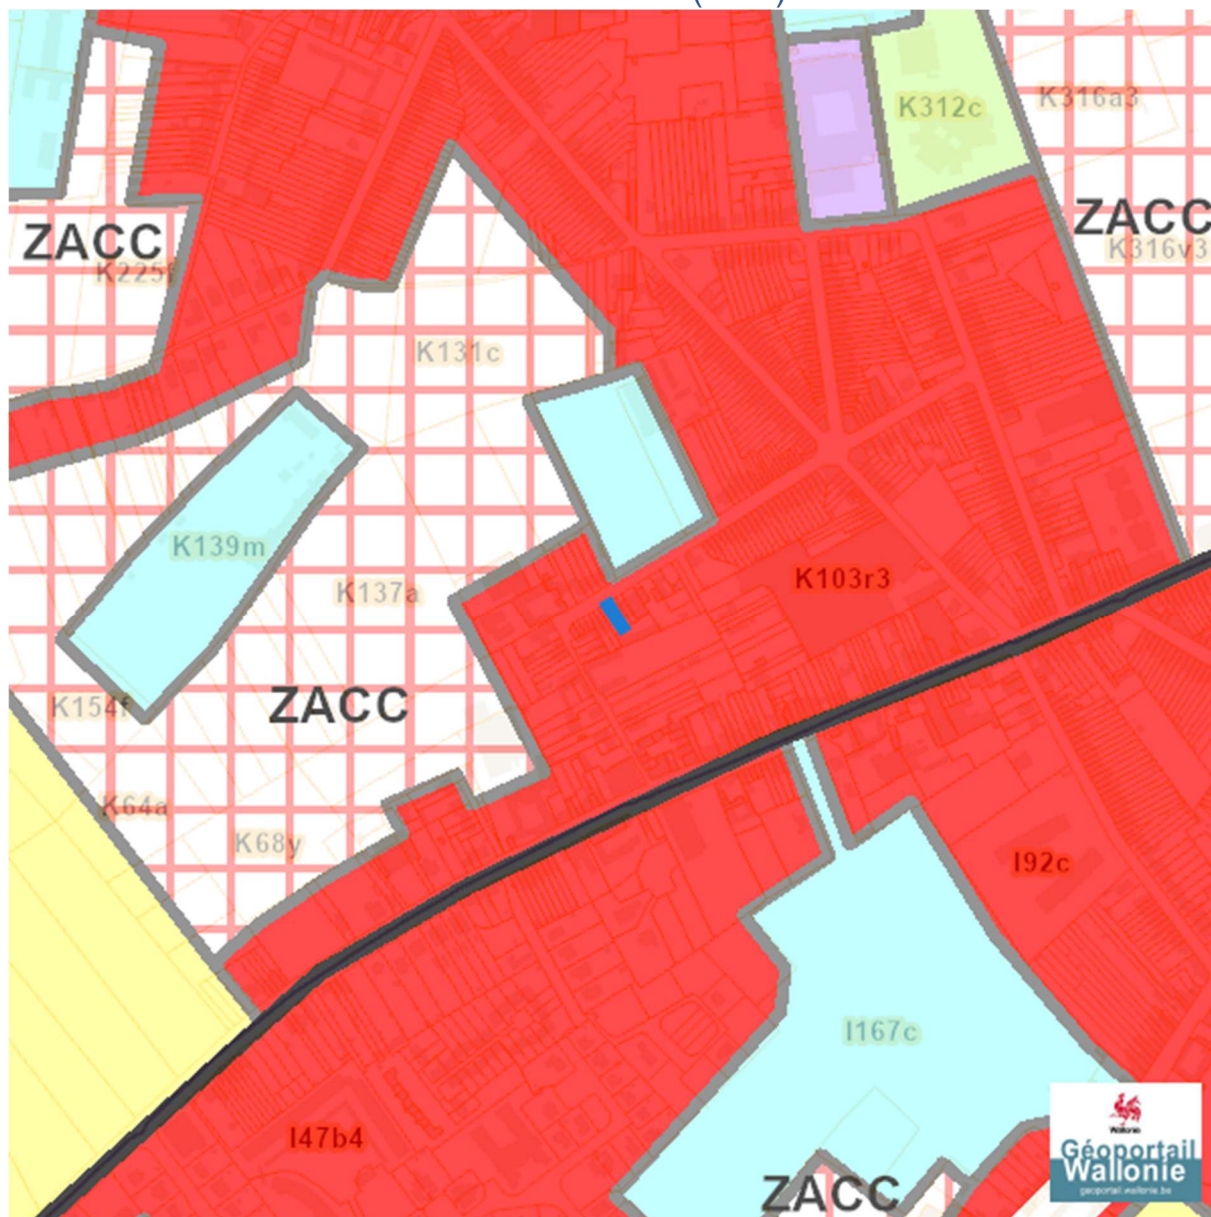 K316a3
K312c
ZACC
ZACC
K316v3
K131c
K139m
K137a
K103r3
ZACC
K154f
K64a
K68y
I92c
I167c
I47b4
ZACC
Wallonie
Géoportail
Wallonie
geoportail.wallonie.be